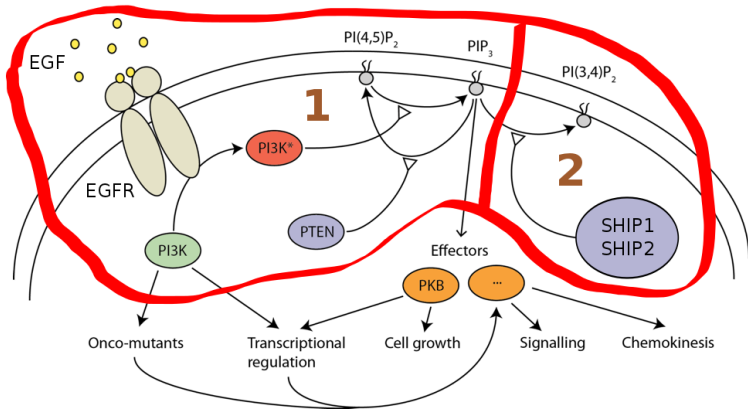 PI(4,5)P2
PIP3
EGF
PI(3,4)P2
1
PI3K*
2
EGFR
PTEN
SHIP1
SHIP2
PI3K
Effectors
PKB
...
Onco-mutants
Transcriptional
regulation
Cell growth
Signalling
Chemokinesis